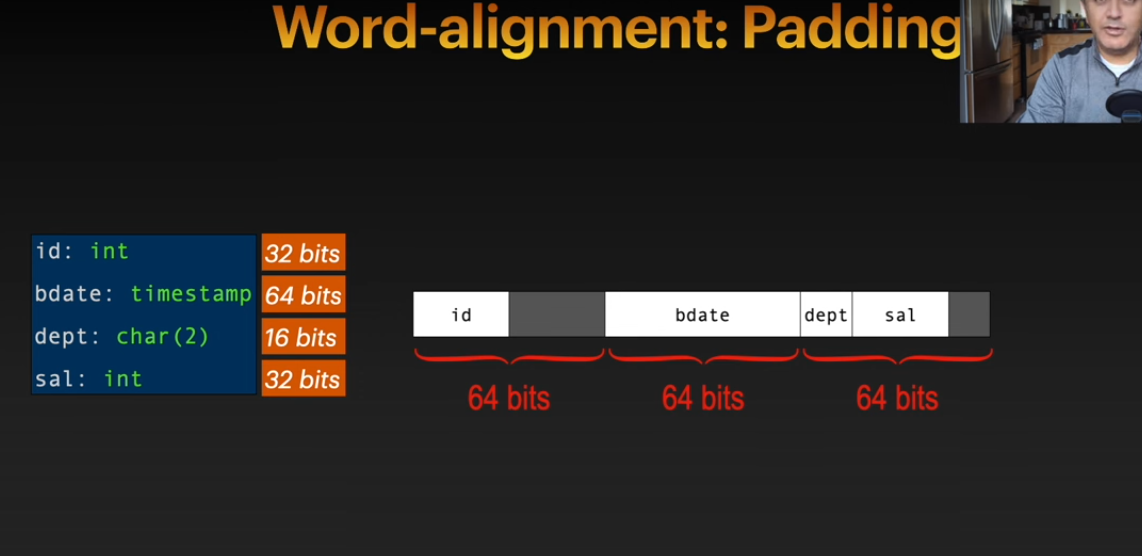 Word-alignment: Padding
id: int 32 bits
bdate: timestamp 64 bits
dept: char(2) 16 bits
sal: int 32 bits
id bdate dept sal
64 bits 64 bits 64 bits